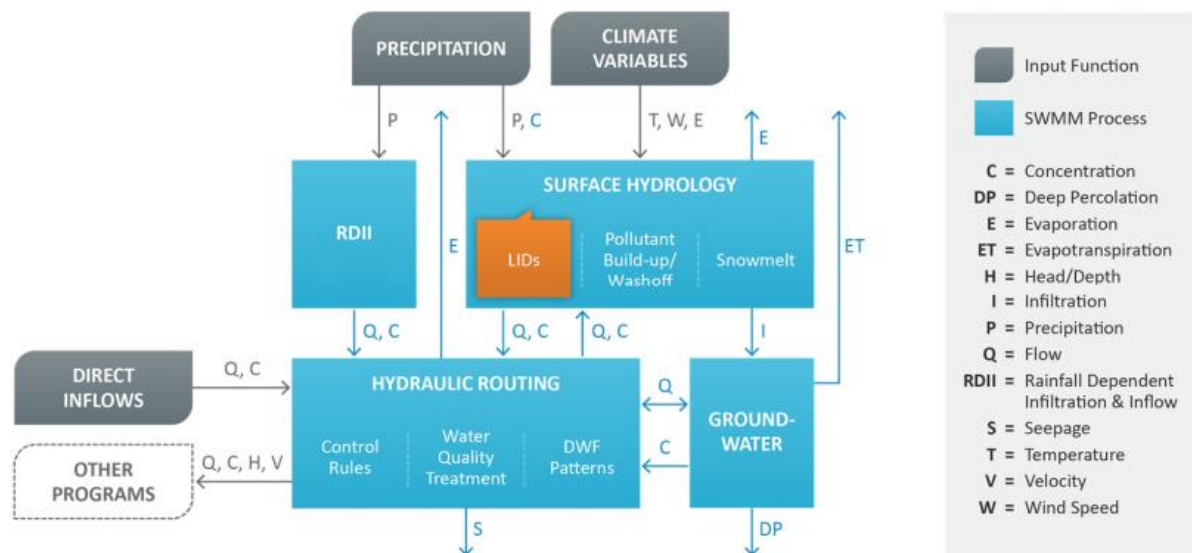 PRECIPITATION
CLIMATE
VARIABLES
P
P, C
T, W, E
E
E
ET
RDII
SURFACE HYDROLOGY
LIDs
Pollutant
Build-up/
Washoff
Snowmelt
Q, C
Q, C
Q, C
I
DIRECT
INFLOWS
Q, C
HYDRAULIC ROUTING
Control
Rules
Water
Quality
Treatment
DWF
Patterns
Q
C
GROUND-
WATER
OTHER
PROGRAMS
Q, C, H, V
S
DP
Input Function
SWMM Process
C = Concentration
DP = Deep Percolation
E = Evaporation
ET = Evapotranspiration
H = Head/Depth
I = Infiltration
P = Precipitation
Q = Flow
RDII = Rainfall Dependent
Infiltration & Inflow
S = Seepage
T = Temperature
V = Velocity
W = Wind Speed